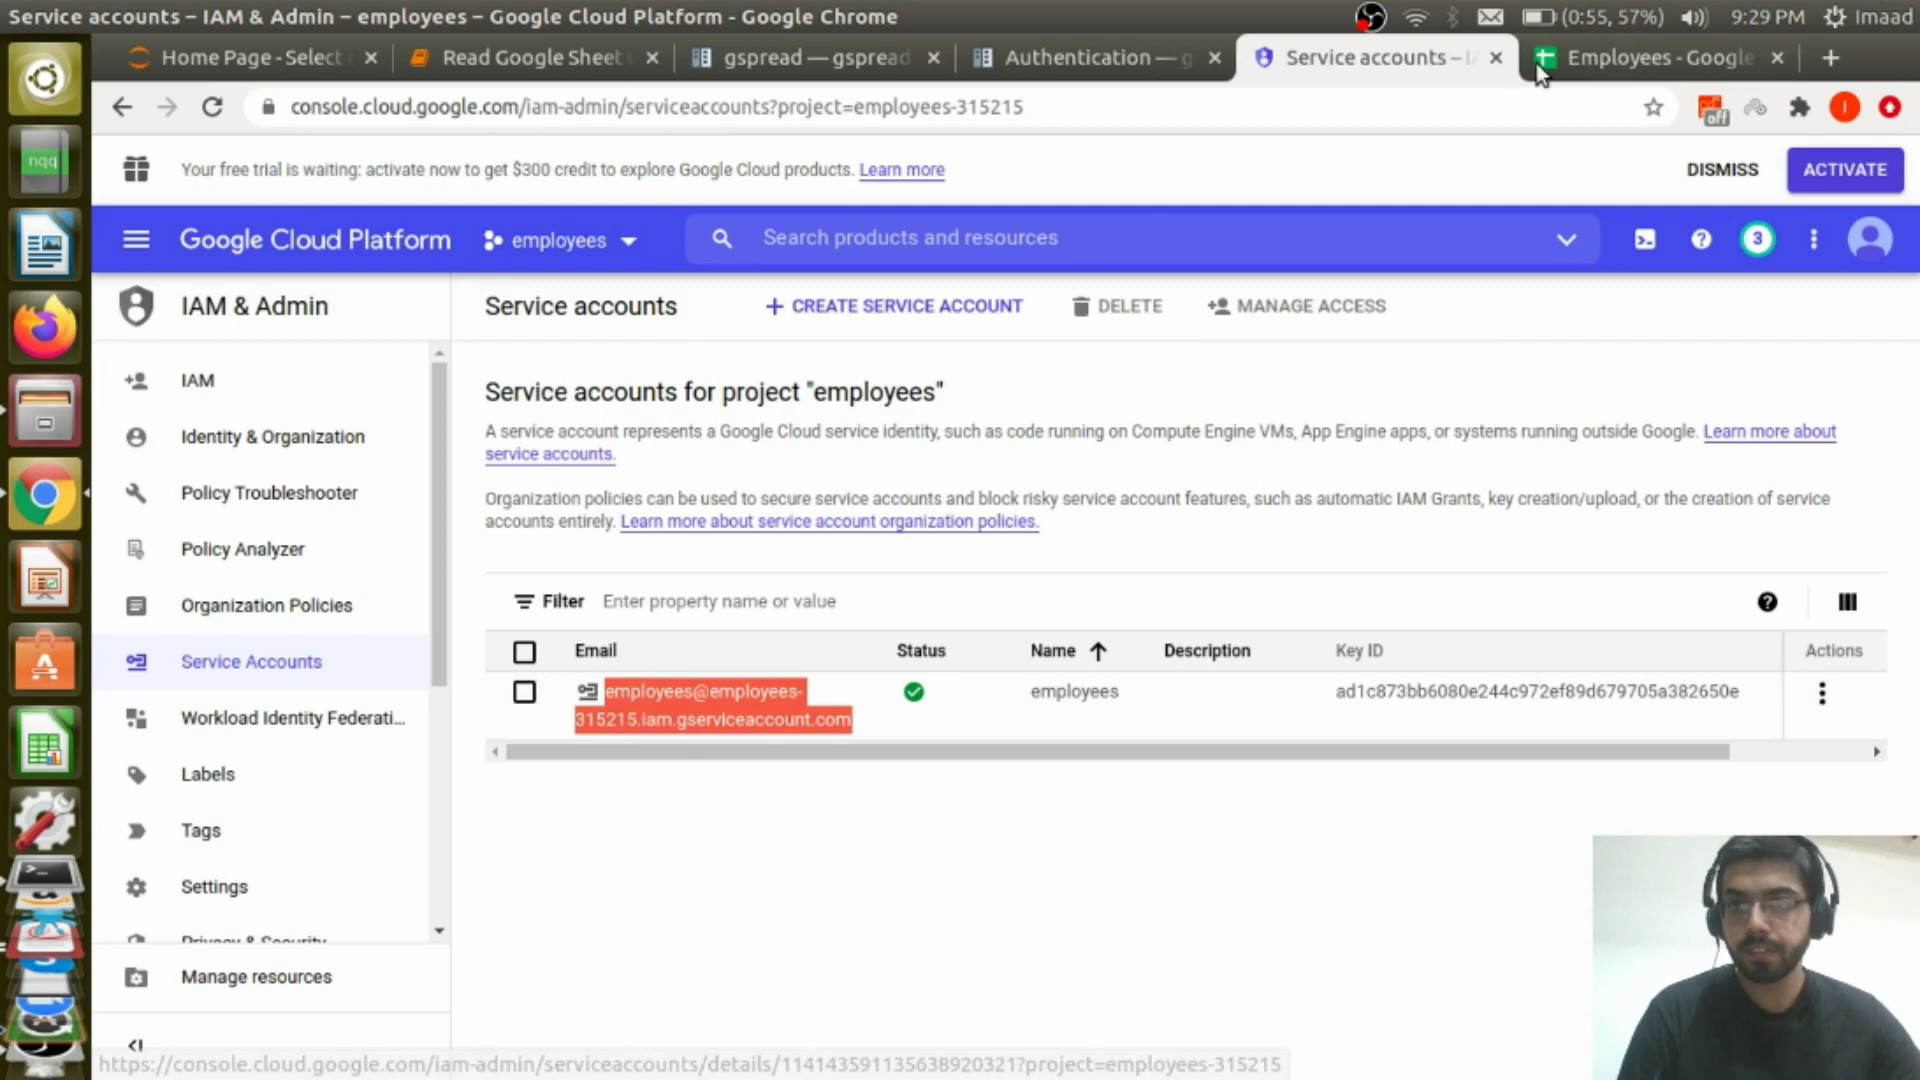 Service accounts – IAM & Admin – employees – Google Cloud Platform - Google Chrome
(0:55, 57%) 9:29 PM Imaad
Home Page - Select
Read Google Sheet
gspread — gspread
Authentication — g
Service accounts – IA
Employees - Google
console.cloud.google.com/iam-admin/serviceaccounts?project=employees-315215
off
I
Your free trial is waiting: activate now to get $300 credit to explore Google Cloud products. Learn more
DISMISS
ACTIVATE
nqq
Google Cloud Platform
employees
Search products and resources
3
IAM & Admin
Service accounts
+ CREATE SERVICE ACCOUNT
DELETE
MANAGE ACCESS
IAM
Identity & Organization
Policy Troubleshooter
Policy Analyzer
Organization Policies
Service Accounts
Workload Identity Federati...
Labels
Tags
Settings
Privacy & Security
Manage resources
Service accounts for project "employees"
A service account represents a Google Cloud service identity, such as code running on Compute Engine VMs, App Engine apps, or systems running outside Google. Learn more about
service accounts.
Organization policies can be used to secure service accounts and block risky service account features, such as automatic IAM Grants, key creation/upload, or the creation of service
accounts entirely. Learn more about service account organization policies.
Filter Enter property name or value
Email Status Name Description Key ID Actions
employees@employees- employees ad1c873bb6080e244c972ef89d679705a382650e
315215.iam.gserviceaccount.com
https://console.cloud.google.com/iam-admin/serviceaccounts/details/114143591135638920321?project=employees-315215